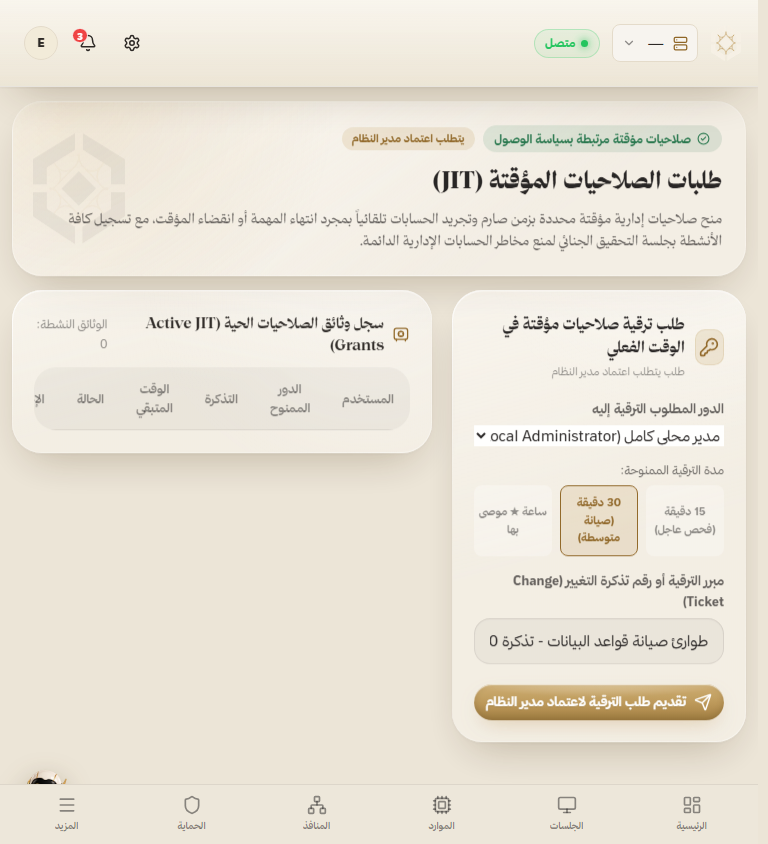 —
متصل
3
E
صلاحيات مؤقتة مرتبطة بسياسة الوصول
يتطلب اعتماد مدير النظام
طلبات الصلاحيات المؤقتة (JIT)
منح صلاحيات إدارية مؤقتة محددة بزمن صارم وتجريد الحسابات تلقائياً بمجرد انتهاء المهمة أو انقضاء المؤقت، مع تسجيل كافة
الأنشطة بجلسة التحقيق الجنائي لمنع مخاطر الحسابات الإدارية الدائمة.
طلب ترقية صلاحيات مؤقتة في
الوقت الفعلي
طلب يتطلب اعتماد مدير النظام
الدور المطلوب الترقية إليه
مدير محلي كامل (ocal Administrator
مدة الترقية الممنوحة:
15 دقيقة
(فحص عاجل)
30 دقيقة
(صيانة
متوسطة)
ساعة ★ موصى
بها
مبرر الترقية أو رقم تذكرة التغيير (Change
Ticket)
طوارئ صيانة قواعد البيانات - تذكرة 0
تقديم طلب الترقية لاعتماد مدير النظام
سجل وثائق الصلاحيات الحية (Active JIT
Grants)
الوثائق النشطة:
0
المستخدم
الدور
الممنوح
التذكرة
الوقت
المتبقي
الحالة
الإ
الرئيسية
الجلسات
الموارد
المنافذ
الحماية
المزيد